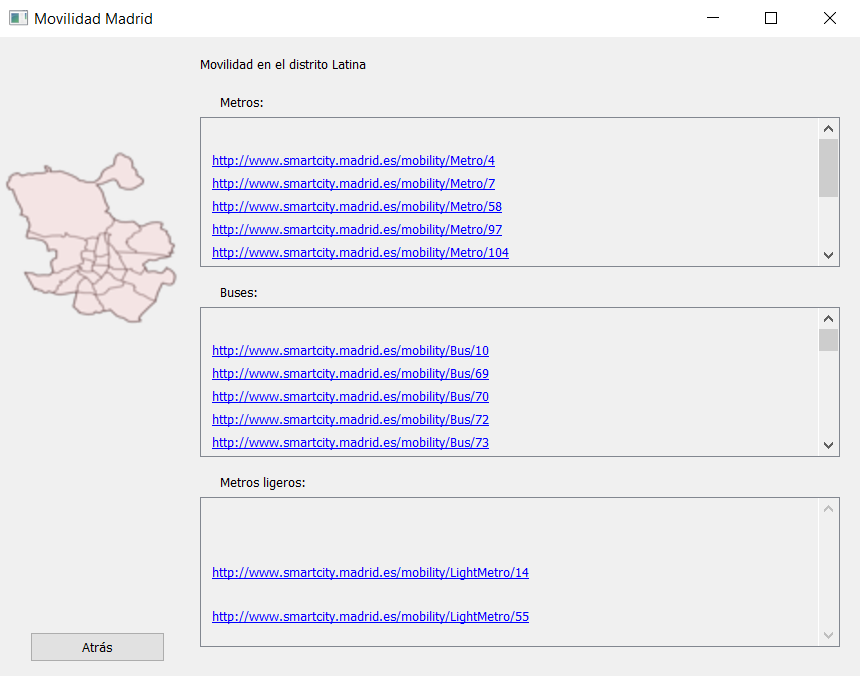 Movilidad Madrid
Movilidad en el distrito Latina
Metros:
http://www.smartcity.madrid.es/mobility/Metro/4
http://www.smartcity.madrid.es/mobility/Metro/7
http://www.smartcity.madrid.es/mobility/Metro/58
http://www.smartcity.madrid.es/mobility/Metro/97
http://www.smartcity.madrid.es/mobility/Metro/104
Buses:
http://www.smartcity.madrid.es/mobility/Bus/10
http://www.smartcity.madrid.es/mobility/Bus/69
http://www.smartcity.madrid.es/mobility/Bus/70
http://www.smartcity.madrid.es/mobility/Bus/72
http://www.smartcity.madrid.es/mobility/Bus/73
Metros ligeros:
http://www.smartcity.madrid.es/mobility/LightMetro/14
http://www.smartcity.madrid.es/mobility/LightMetro/55
Atrás